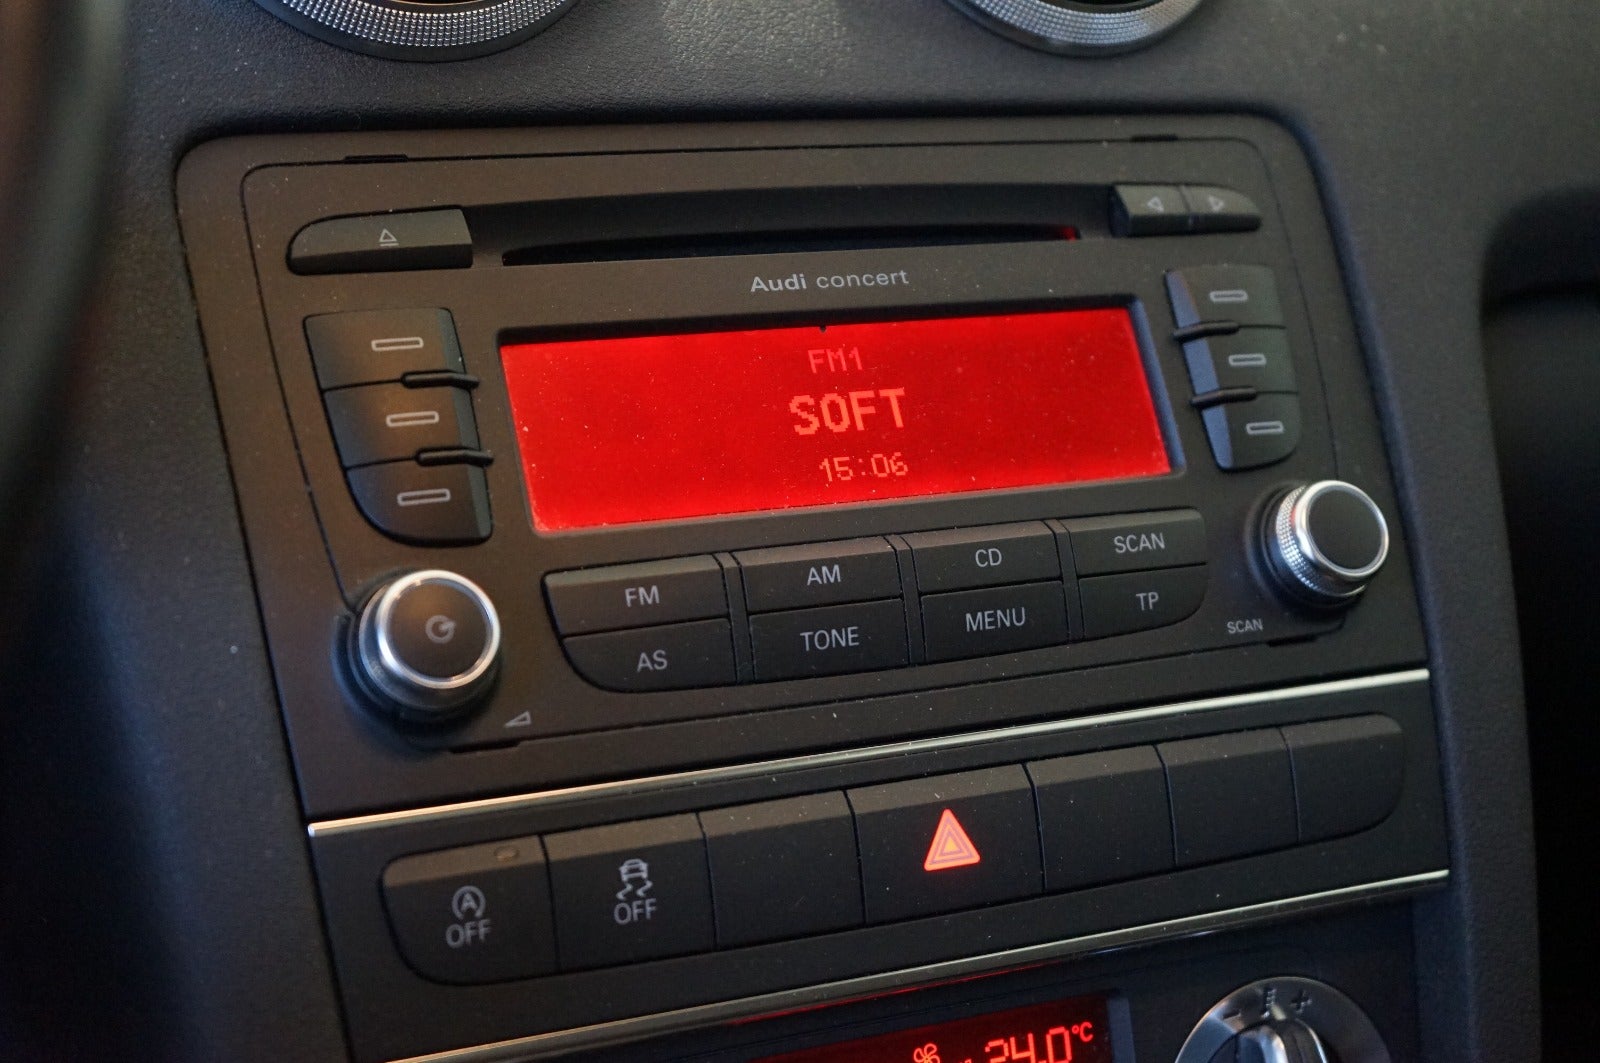 Audi concert
FM1
SOFT
15:06
FM
AM
CD
SCAN
AS
TONE
MENU
TP
SCAN
A
OFF
OFF
24.0°C